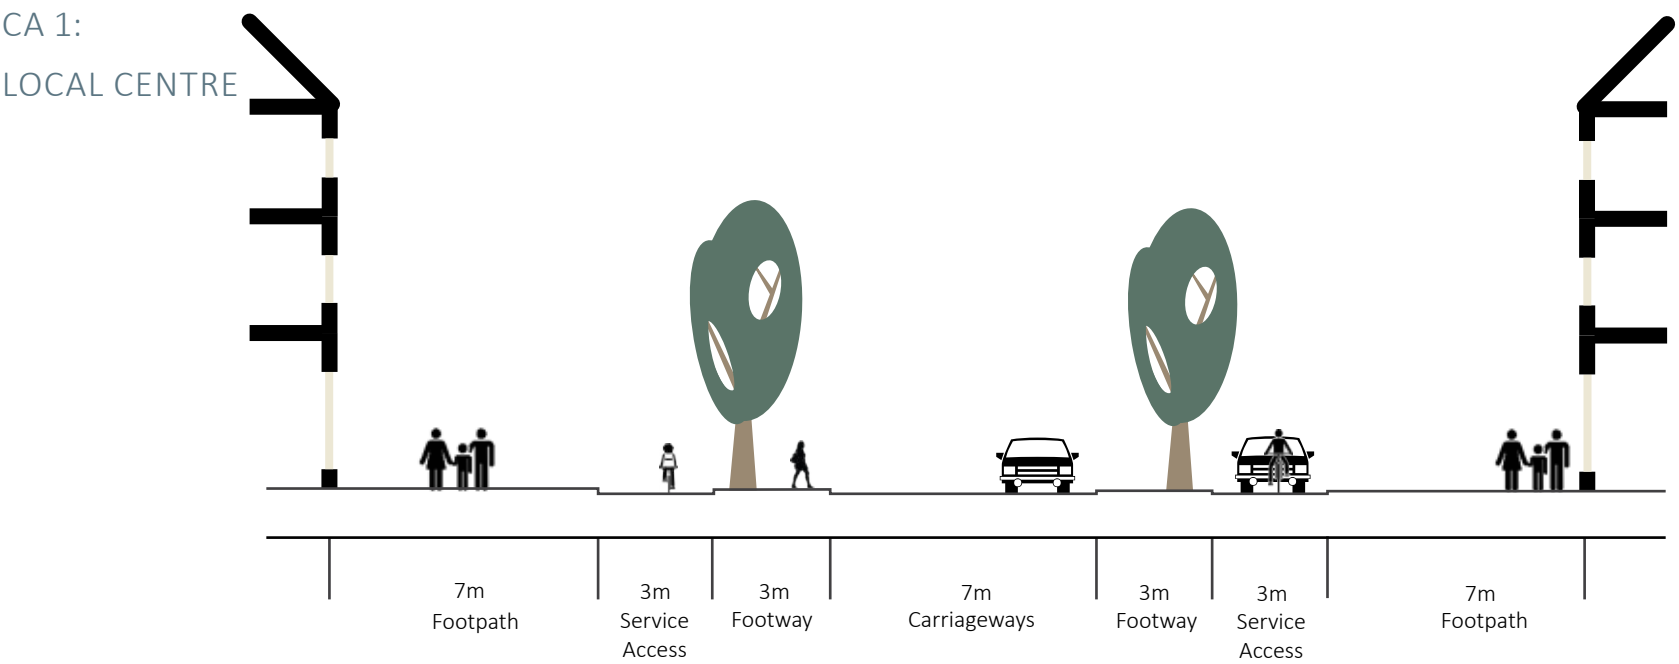 CA 1:
LOCAL CENTRE
7m
Footpath
3m
Service
Access
3m
Footway
7m
Carriageways
3m
Footway
3m
Service
Access
7m
Footpath